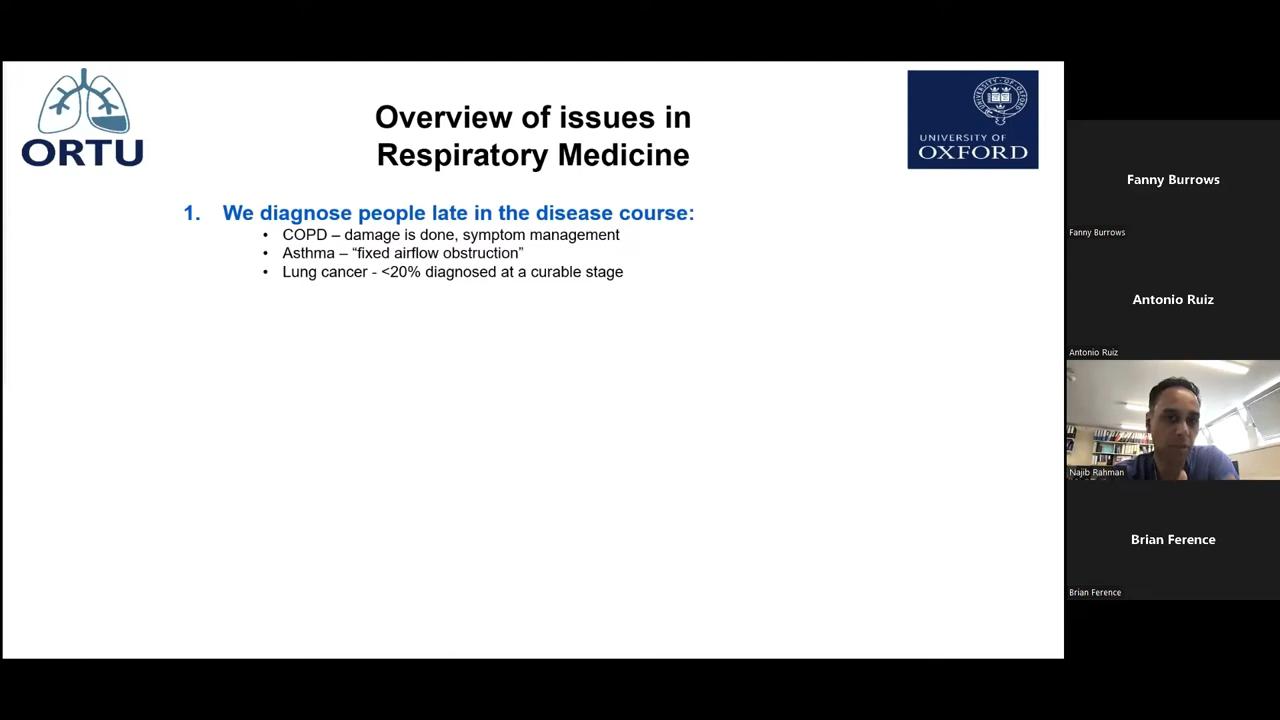 ORTU
Overview of issues in
Respiratory Medicine
UNIVERSITY OF
OXFORD
1. We diagnose people late in the disease course:
• COPD – damage is done, symptom management
• Asthma – “fixed airflow obstruction”
• Lung cancer - <20% diagnosed at a curable stage
Fanny Burrows
Fanny Burrows
Antonio Ruiz
Antonio Ruiz
Najib Rahman
Brian Ference
Brian Ference